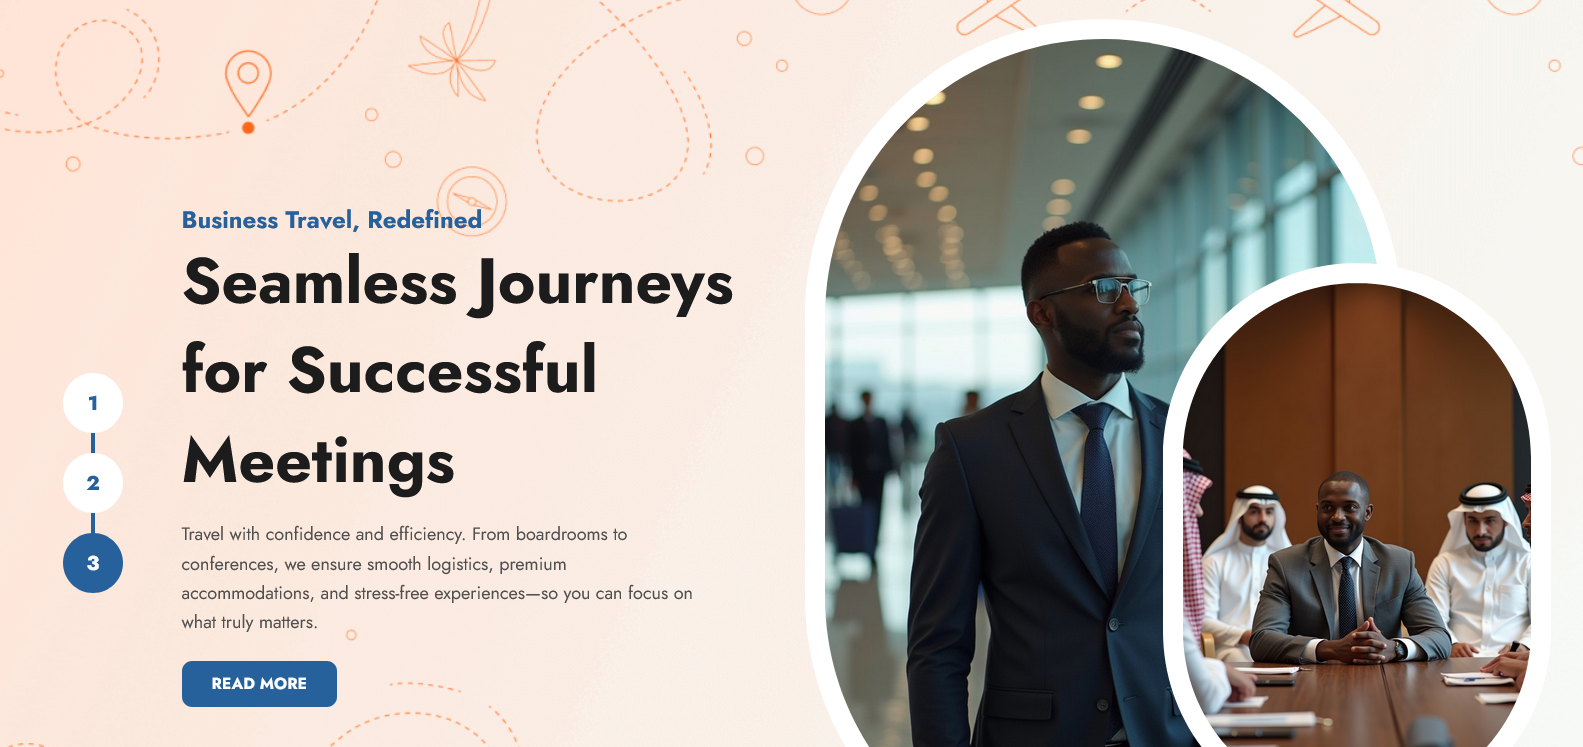 Business Travel, Redefined
Seamless Journeys
for Successful
Meetings
1
2
3
Travel with confidence and efficiency. From boardrooms to
conferences, we ensure smooth logistics, premium
accommodations, and stress-free experiences—so you can focus on
what truly matters.
READ MORE